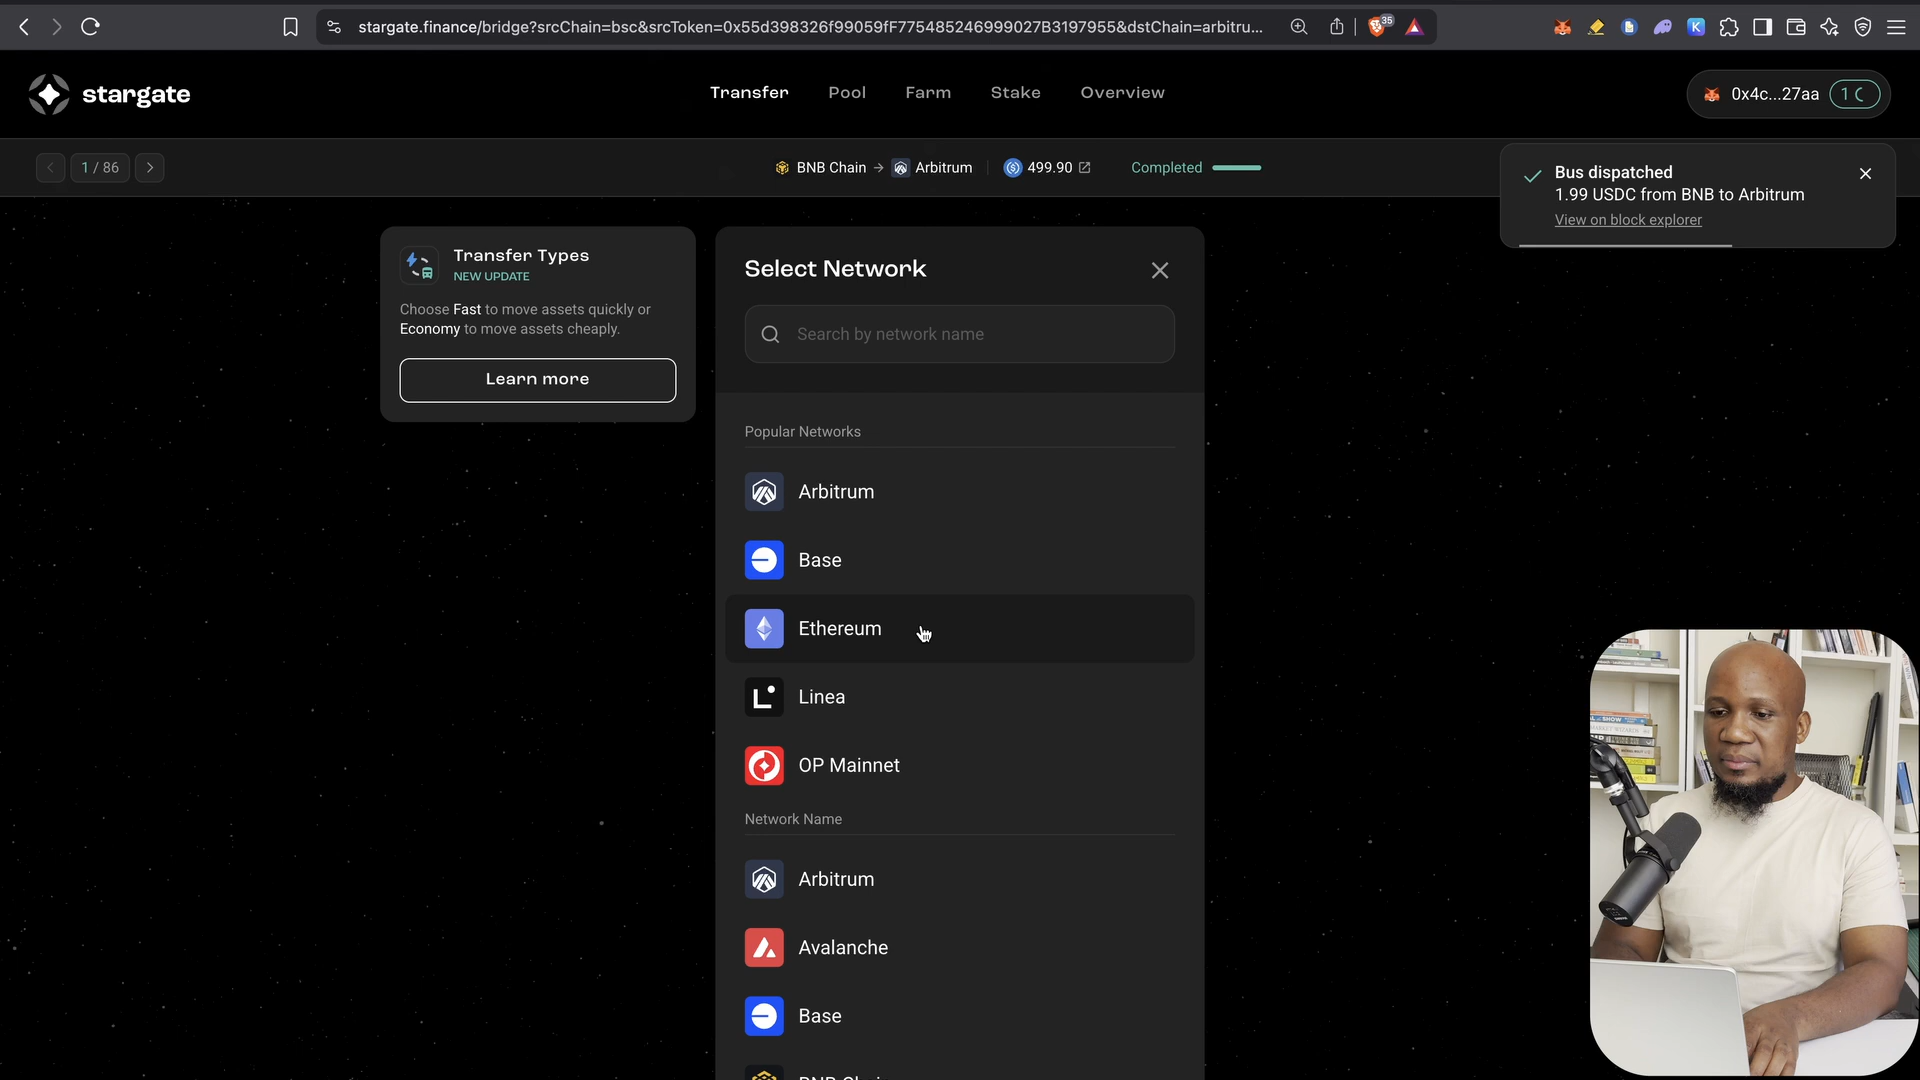 stargate.finance/bridge?srcChain=bsc&srcToken=0x55d398326f99059fF775485246999027B3197955&dstChain=arbitru...
35
stargate
Transfer
Pool
Farm
Stake
Overview
0x4c...27aa
1
1 / 86
BNB Chain → Arbitrum
499.90
Completed
Bus dispatched
1.99 USDC from BNB to Arbitrum
View on block explorer
Transfer Types
NEW UPDATE
Choose Fast to move assets quickly or
Economy to move assets cheaply.
Learn more
Select Network
Search by network name
Popular Networks
Arbitrum
Base
Ethereum
Linea
OP Mainnet
Network Name
Arbitrum
Avalanche
Base